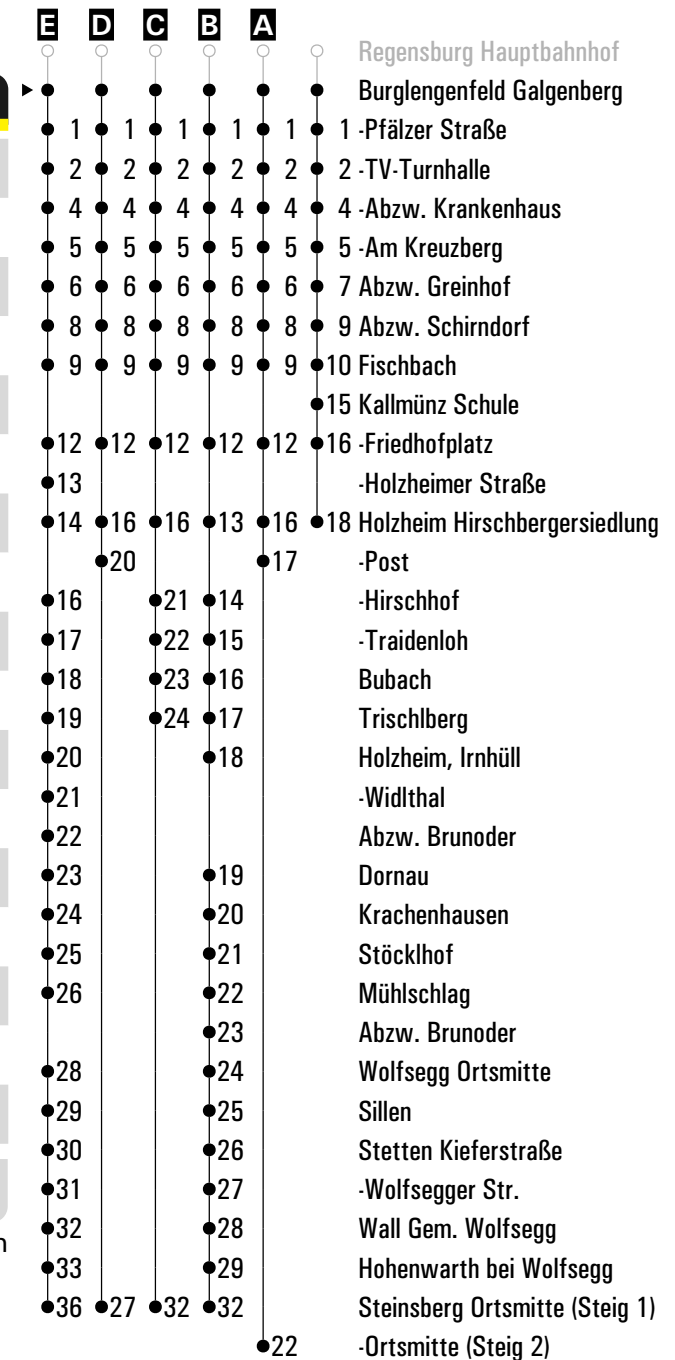 E D C B A
Regensburg Hauptbahnhof
Burglengenfeld Galgenberg
1 1 1 1 1 1 -Pfälzer Straße
2 2 2 2 2 2 -TV-Turnhalle
4 4 4 4 4 4 -Abzw. Krankenhaus
5 5 5 5 5 5 -Am Kreuzberg
6 6 6 6 6 7 Abzw. Greinhof
8 8 8 8 8 9 Abzw. Schirndorf
9 9 9 9 9 10 Fischbach
15 Kallmünz Schule
12 12 12 12 12 16 -Friedhofplatz
13 -Holzheimer Straße
14 16 16 13 16 18 Holzheim Hirschbergersiedlung
20 17 -Post
16 21 14 -Hirschhof
17 22 15 -Traidenloh
18 23 16 Bubach
19 24 17 Trischlberg
20 18 Holzheim, Irnhüll
21 -Widlthal
22 Abzw. Brunoder
23 19 Dornau
24 20 Krachenhausen
25 21 Stöcklhof
26 22 Mühlschlag
23 Abzw. Brunoder
28 24 Wolfsegg Ortsmitte
29 25 Sillen
30 26 Stetten Kieferstraße
31 27 -Wolfsegger Str.
32 28 Wall Gem. Wolfsegg
33 29 Hohenwarth bei Wolfsegg
36 27 32 32 Steinsberg Ortsmitte (Steig 1)
22 -Ortsmitte (Steig 2)